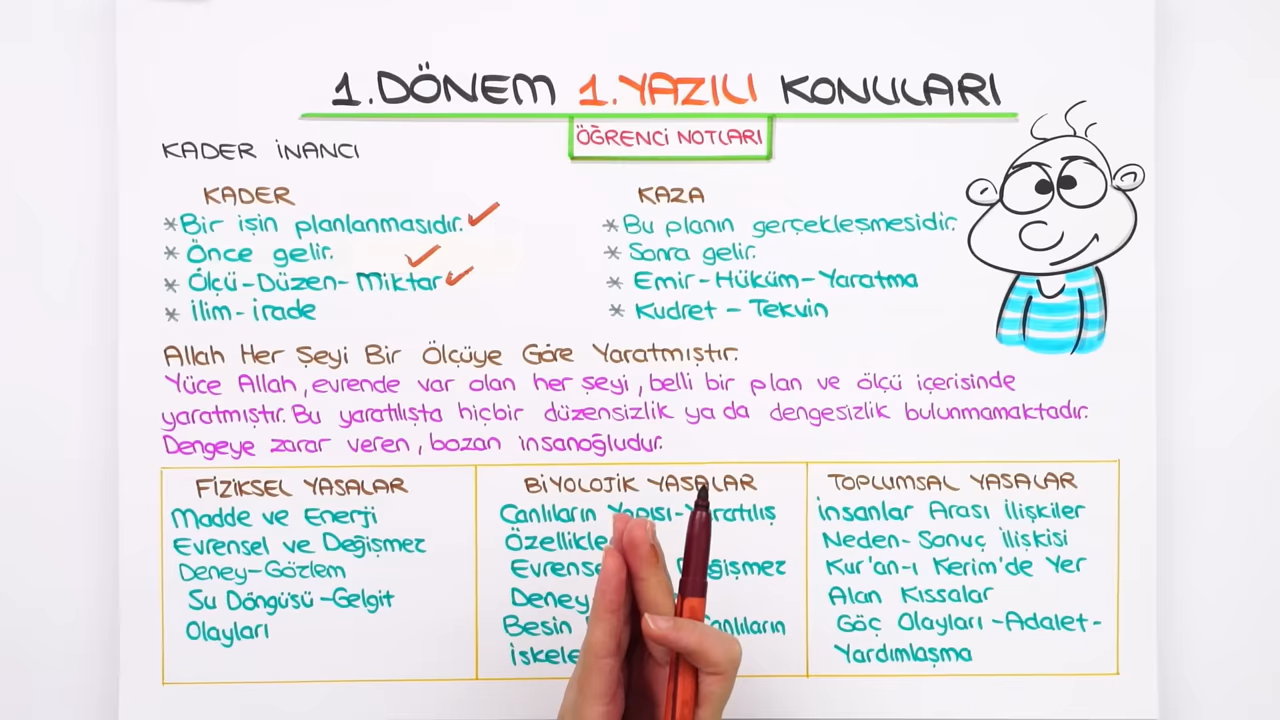 1.DÖNEM 1.YAZILI KONULARI
ÖĞRENCİ NOTLARI
KADER İNANCI
KADER
* Bir işin planlanmasıdır.
* Önce gelir.
* Ölçü-Düzen-Miktar
* İlim-İrade
KAZA
* Bu planın gerçekleşmesidir.
* Sonra gelir.
* Emir-Hüküm-Yaratma
* Kudret-Tekvin
Allah Her Şeyi Bir Ölçüye Göre Yaratmıştır.
Yüce Allah, evrende var olan her şeyi, belli bir plan ve ölçü içerisinde
yaratmıştır. Bu yaratılışta hiçbir düzensizlik ya da dengesizlik bulunmamaktadır.
Dengeye zarar veren, bozan insanoğludur.
FİZİKSEL YASALAR
Madde ve Enerji
Evrensel ve Değişmez
Deney-Gözlem
Su Döngüsü-Gelgit
Olayları
BİYOLOJİK YASALAR
Canlıların Yapısı-Yaratılış
Değişmez
Deney
Besin Canlıların
TOPLUMSAL YASALAR
İnsanlar Arası İlişkiler
Neden-Sonuç İlişkisi
Kur'an-ı Kerim'de Yer
Alan Kıssalar
Göç Olayları-Adalet-
Yardımlaşma